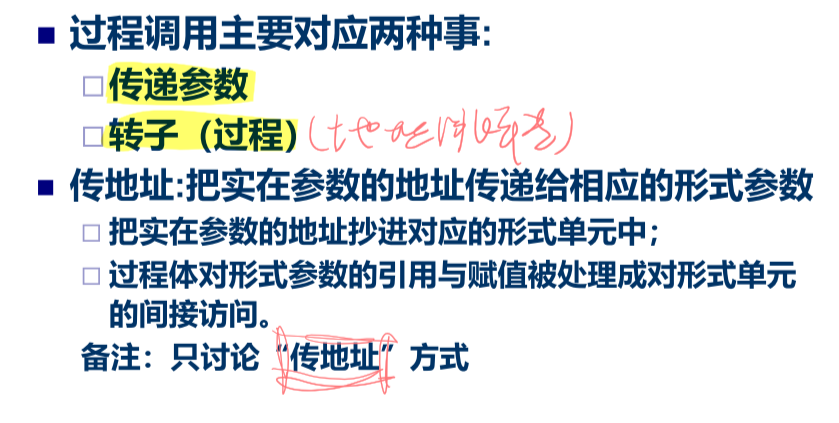 过程调用主要对应两种事:
传递参数
转子（过程）
传地址:把实在参数的地址传递给相应的形式参数
把实在参数的地址抄进对应的形式单元中；
过程体对形式参数的引用与赋值被处理成对形式单元
的间接访问。
备注：只讨论“传地址”方式